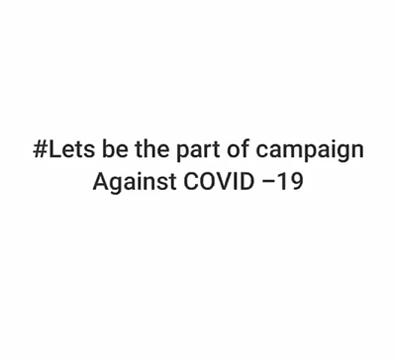 #Lets be the part of campaign
Against COVID –19